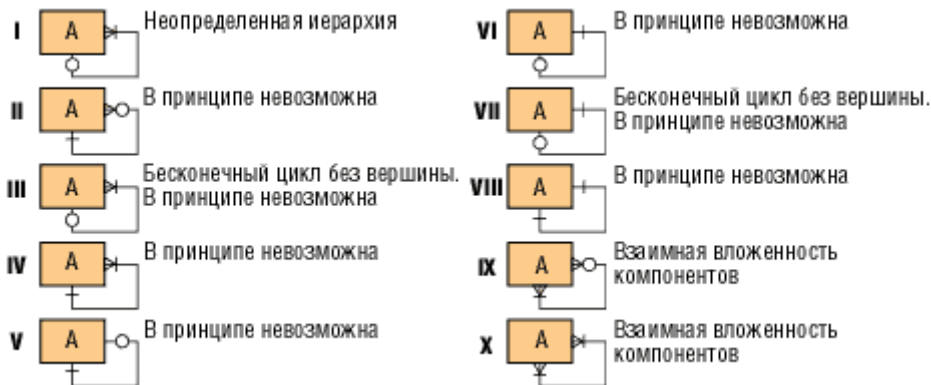 I A Неопределенная иерархия
II A В принципе невозможна
III A Бесконечный цикл без вершины.
В принципе невозможна
IV A В принципе невозможна
V A В принципе невозможна
VI A В принципе невозможна
VII A Бесконечный цикл без вершины.
В принципе невозможна
VIII A В принципе невозможна
IX A Взаимная вложенность
компонентов
X A Взаимная вложенность
компонентов